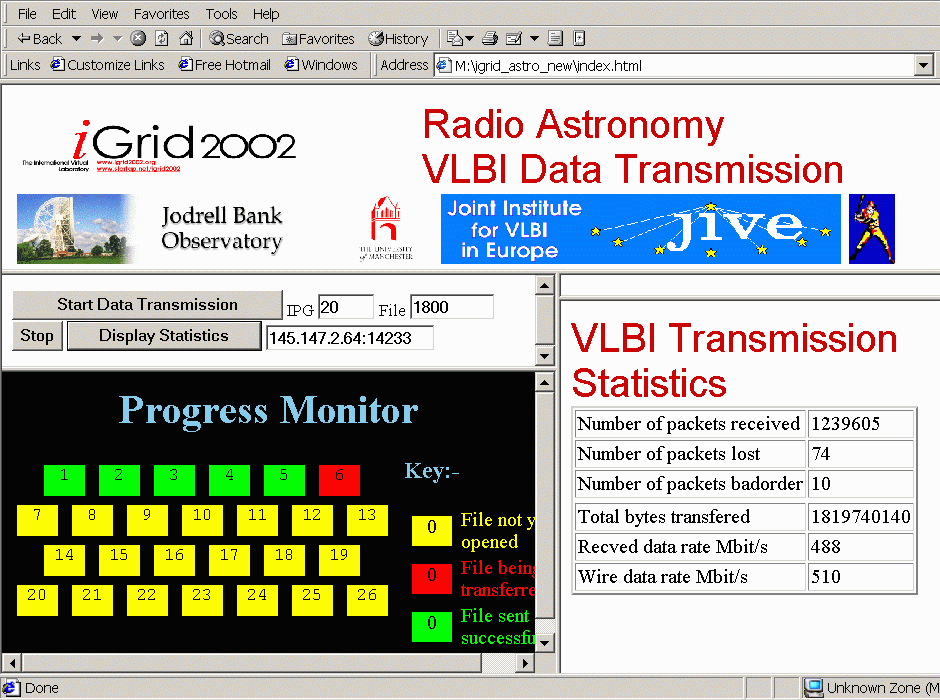 File Edit View Favorites Tools Help
Back Search Favorites History
Links Customize Links Free Hotmail Windows Address M:\igrid_astro_new\index.html
iGrid2002
The International Virtual Laboratory
www.igrid2002.org
www.startap.net/igrid2002
Radio Astronomy
VLBI Data Transmission
Jodrell Bank
Observatory
THE UNIVERSITY
of MANCHESTER
Joint Institute
for VLBI
in Europe
jive
Start Data Transmission IPG 20 File 1800
Stop Display Statistics 145.147.2.64:14233
Progress Monitor
1 2 3 4 5 6
7 8 9 10 11 12 13
14 15 16 17 18 19
20 21 22 23 24 25 26
Key:-
0 File not y
opened
0 File being
transferre
0 File sent
successfu
VLBI Transmission
Statistics
Number of packets received 1239605
Number of packets lost 74
Number of packets badorder 10
Total bytes transfered 1819740140
Recved data rate Mbit/s 488
Wire data rate Mbit/s 510
Done Unknown Zone (M